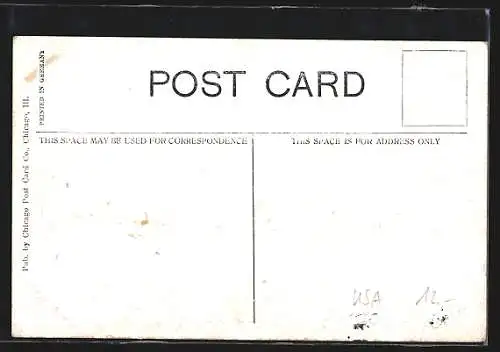 POST CARD
THIS SPACE MAY BE USED FOR CORRESPONDENCE
THIS SPACE IS FOR ADDRESS ONLY
Pub. by Chicago Post Card Co., Chicago, Ill.
PRINTED IN GERMANY
USA 12.-